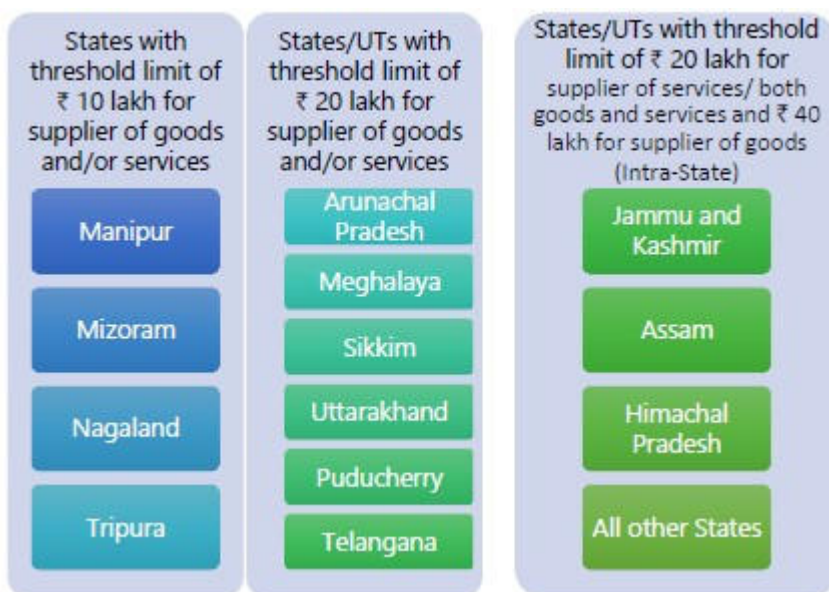 States with
threshold limit of
₹ 10 lakh for
supplier of goods
and/or services
Manipur
Mizoram
Nagaland
Tripura
States/UTs with
threshold limit of
₹ 20 lakh for
supplier of goods
and/or services
Arunachal
Pradesh
Meghalaya
Sikkim
Uttarakhand
Puducherry
Telangana
States/UTs with threshold
limit of ₹ 20 lakh for
supplier of services/ both
goods and services and ₹ 40
lakh for supplier of goods
(Intra-State)
Jammu and
Kashmir
Assam
Himachal
Pradesh
All other States